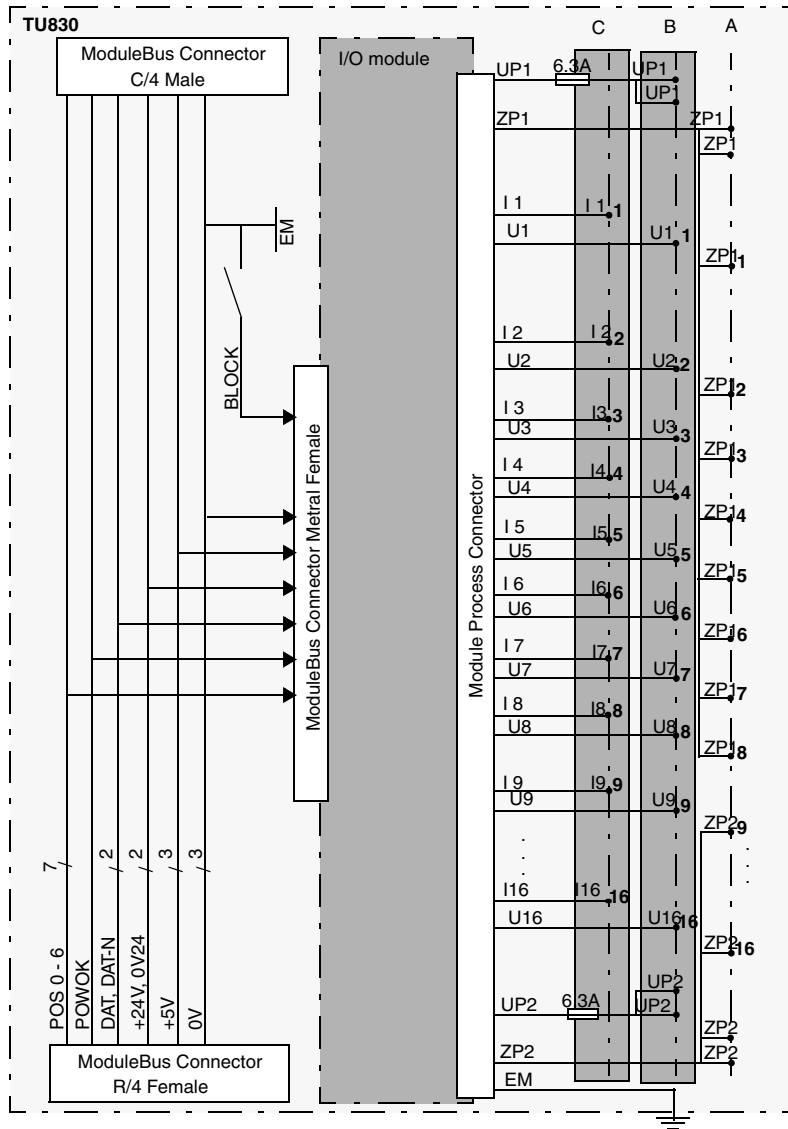 TU830
ModuleBus Connector
C/4 Male
I/O module
C
B
A
UP1
6.3A
UP1
UP1
ZP1
ZP1
ZP1
I 1
I 1
1
U1
U1
1
ZP1
1
EM
BLOCK
I 2
I 2
2
U2
U2
2
ZP1
2
I 3
I3
3
U3
U3
3
ZP1
3
I 4
I4
4
U4
U4
4
ZP1
4
I 5
I5
5
U5
U5
5
ZP1
5
I 6
I6
6
U6
U6
6
ZP1
6
I 7
I7
7
U7
U7
7
ZP1
7
I 8
I8
8
U8
U8
8
ZP1
8
I 9
I9
9
U9
U9
9
ZP2
9
I16
I16
16
U16
U16
16
ZP2
16
UP2
UP2
6.3A
UP2
ZP2
ZP2
ZP2
EM
ModuleBus Connector Metral Female
Module Process Connector
7
2
2
3
3
POS 0 - 6
POWOK
DAT, DAT-N
+24V, 0V24
+5V
0V
ModuleBus Connector
R/4 Female